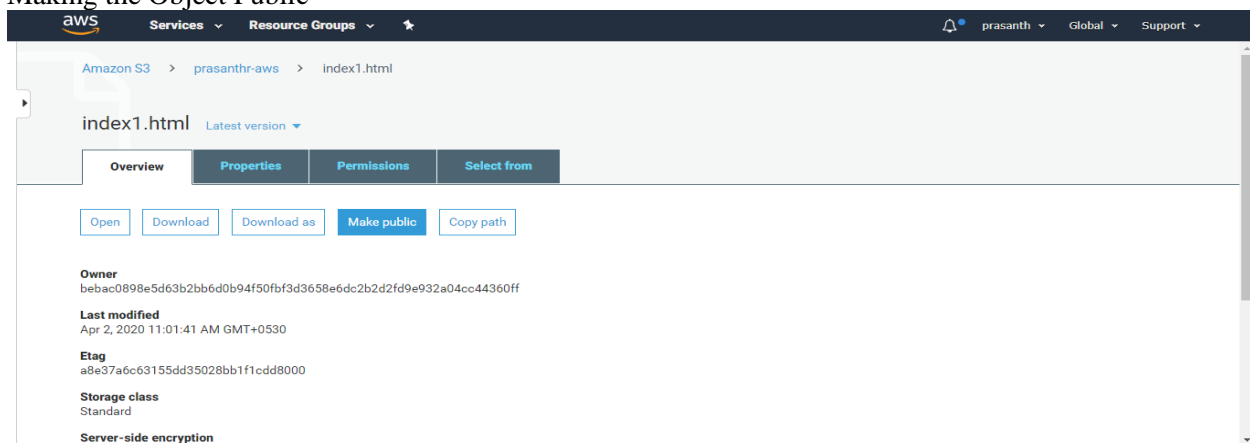 Making the Object Public
aws Services Resource Groups prasanth Global Support
Amazon S3 > prasanthr-aws > index1.html
index1.html Latest version
Overview Properties Permissions Select from
Open Download Download as Make public Copy path
Owner
bebac0898e5d63b2bb6d0b94f50fbf3d3658e6dc2b2d2fd9e932a04cc44360ff
Last modified
Apr 2, 2020 11:01:41 AM GMT+0530
Etag
a8e37a6c63155dd35028bb1f1cdd8000
Storage class
Standard
Server-side encryption